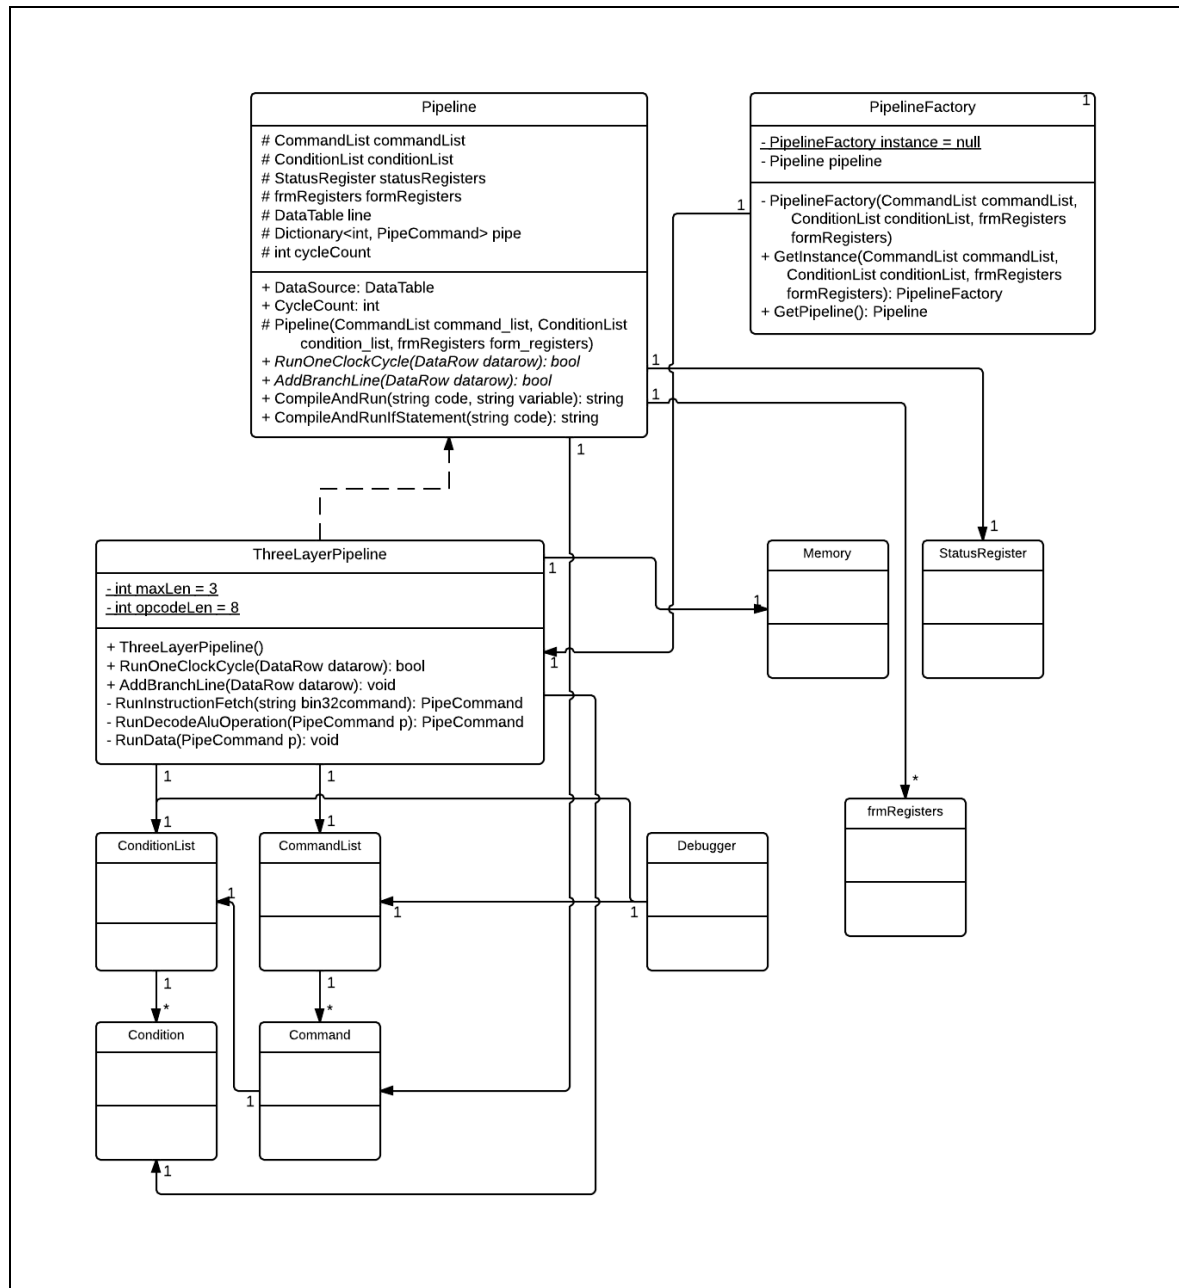 Pipeline
# CommandList commandList
# ConditionList conditionList
# StatusRegister statusRegisters
# frmRegisters formRegisters
# DataTable line
# Dictionary<int, PipeCommand> pipe
# int cycleCount
+ DataSource: DataTable
+ CycleCount: int
# Pipeline(CommandList command_list, ConditionList
condition_list, frmRegisters form_registers)
+ RunOneClockCycle(DataRow datarow): bool
+ AddBranchLine(DataRow datarow): bool
+ CompileAndRun(string code, string variable): string
+ CompileAndRunIfStatement(string code): string
PipelineFactory
1
- PipelineFactory instance = null
- Pipeline pipeline
- PipelineFactory(CommandList commandList,
ConditionList conditionList, frmRegisters
formRegisters)
+ GetInstance(CommandList commandList,
ConditionList conditionList, frmRegisters
formRegisters): PipelineFactory
+ GetPipeline(): Pipeline
1
1
1
1
1
ThreeLayerPipeline
- int maxLen = 3
- int opcodeLen = 8
+ ThreeLayerPipeline()
+ RunOneClockCycle(DataRow datarow): bool
+ AddBranchLine(DataRow datarow): void
- RunInstructionFetch(string bin32command): PipeCommand
- RunDecodeAluOperation(PipeCommand p): PipeCommand
- RunData(PipeCommand p): void
1
1
1
Memory
StatusRegister
1
1
*
frmRegisters
1
1
ConditionList
CommandList
Debugger
1
1
1
1
1
*
*
Condition
Command
1
1